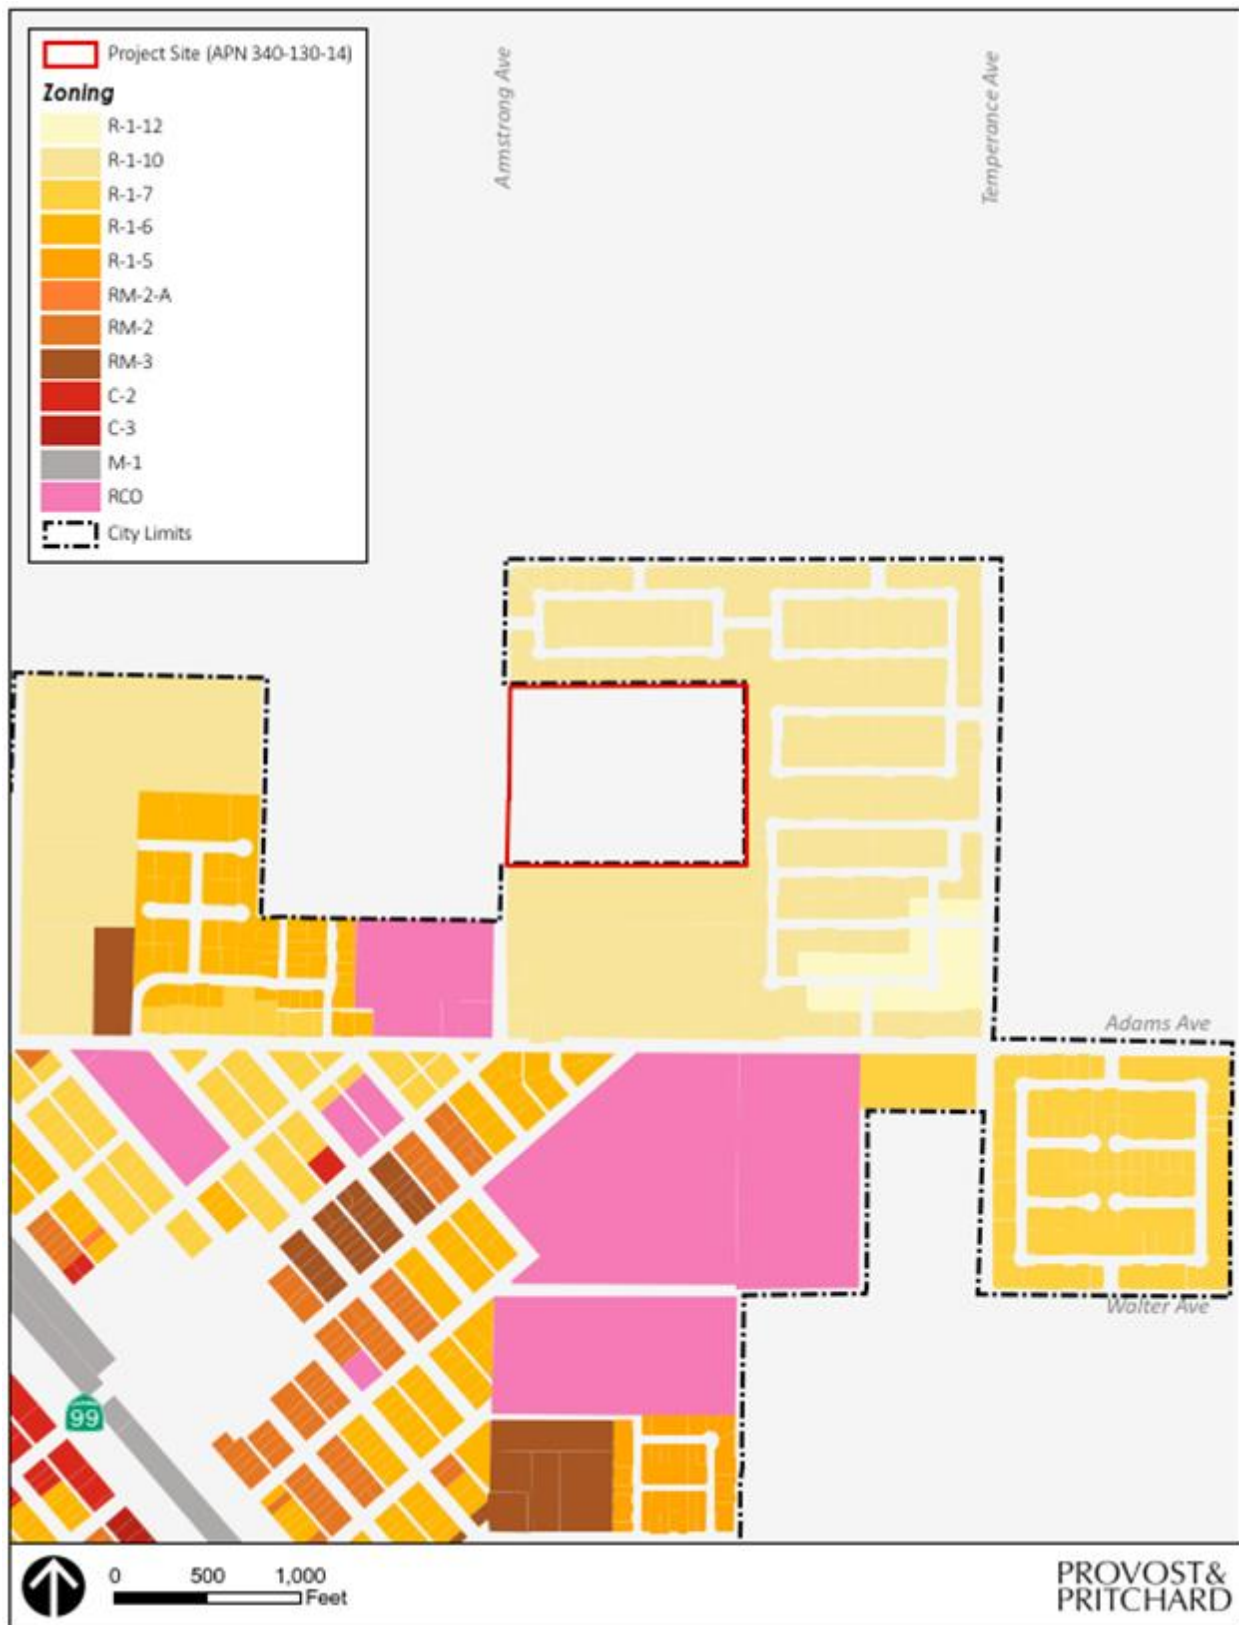 Project Site (APN 340-130-14)
Zoning
R-1-12
R-1-10
R-1-7
R-1-6
R-1-5
RM-2-A
RM-2
RM-3
C-2
C-3
M-1
RCO
City Limits
Armstrong Ave
Temperance Ave
Adams Ave
Walter Ave
99
0 500 1,000
Feet
PROVOST&
PRITCHARD